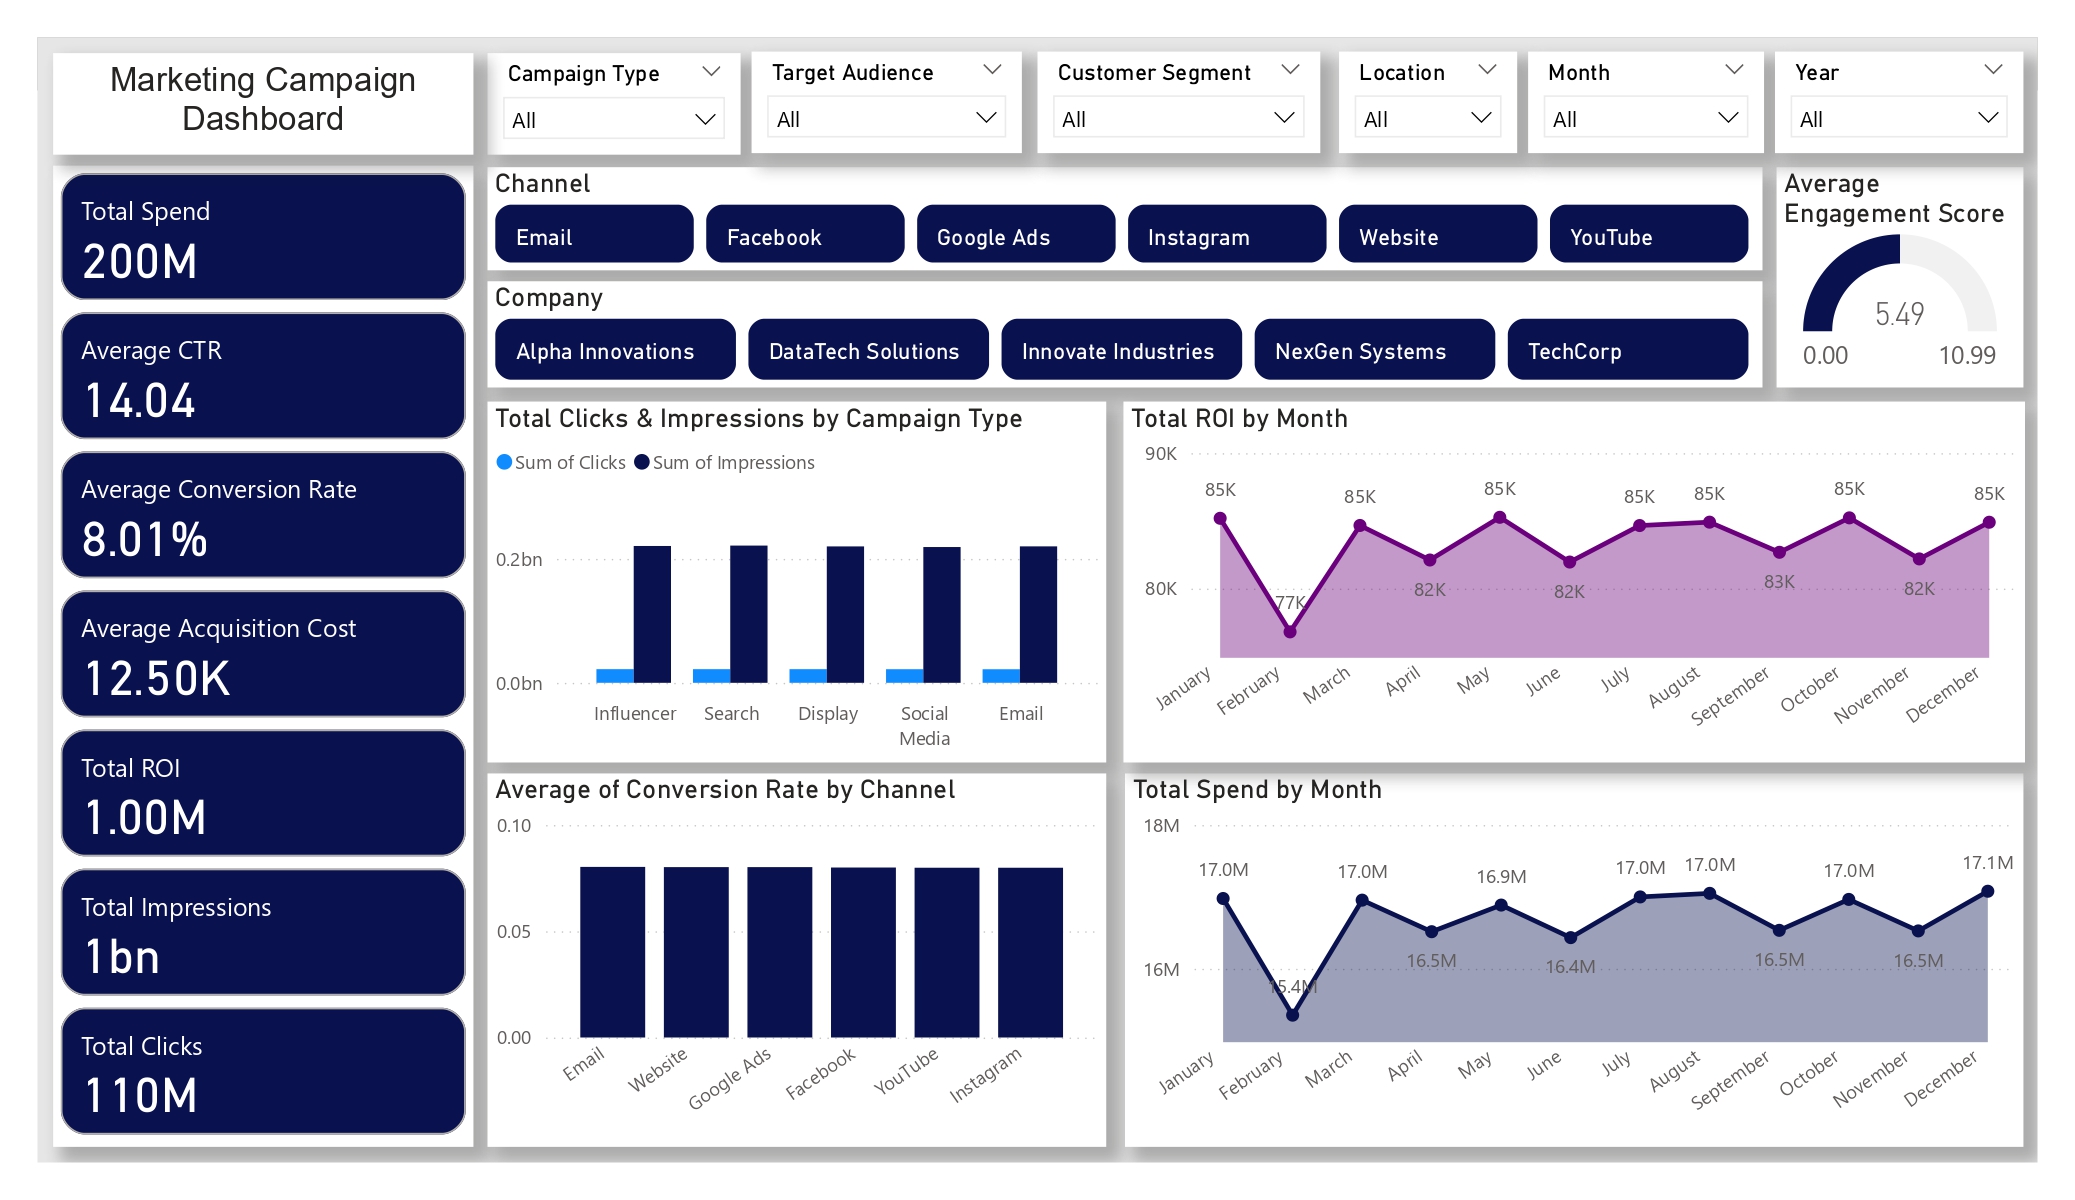 Marketing Campaign
Dashboard
Campaign Type
All
Target Audience
All
Customer Segment
All
Location
All
Month
All
Year
All
Total Spend
200M
Average CTR
14.04
Average Conversion Rate
8.01%
Average Acquisition Cost
12.50K
Total ROI
1.00M
Total Impressions
1bn
Total Clicks
110M
Channel
Email Facebook Google Ads Instagram Website YouTube
Company
Alpha Innovations DataTech Solutions Innovate Industries NexGen Systems TechCorp
Average
Engagement Score
5.49
0.00 10.99
Total Clicks & Impressions by Campaign Type
Sum of Clicks Sum of Impressions
0.2bn
0.0bn
Influencer Search Display Social Email
Media
Total ROI by Month
90K
85K 85K 85K 85K 85K 85K 85K
80K
77K 82K 82K 83K 82K
January February March April May June July August September October November December
Average of Conversion Rate by Channel
0.10
0.05
0.00
Email Website Google Ads Facebook YouTube Instagram
Total Spend by Month
18M
17.0M 17.0M 16.9M 17.0M 17.0M 17.0M 17.1M
16M
15.4M 16.5M 16.4M 16.5M 16.5M
January February March April May June July August September October November December